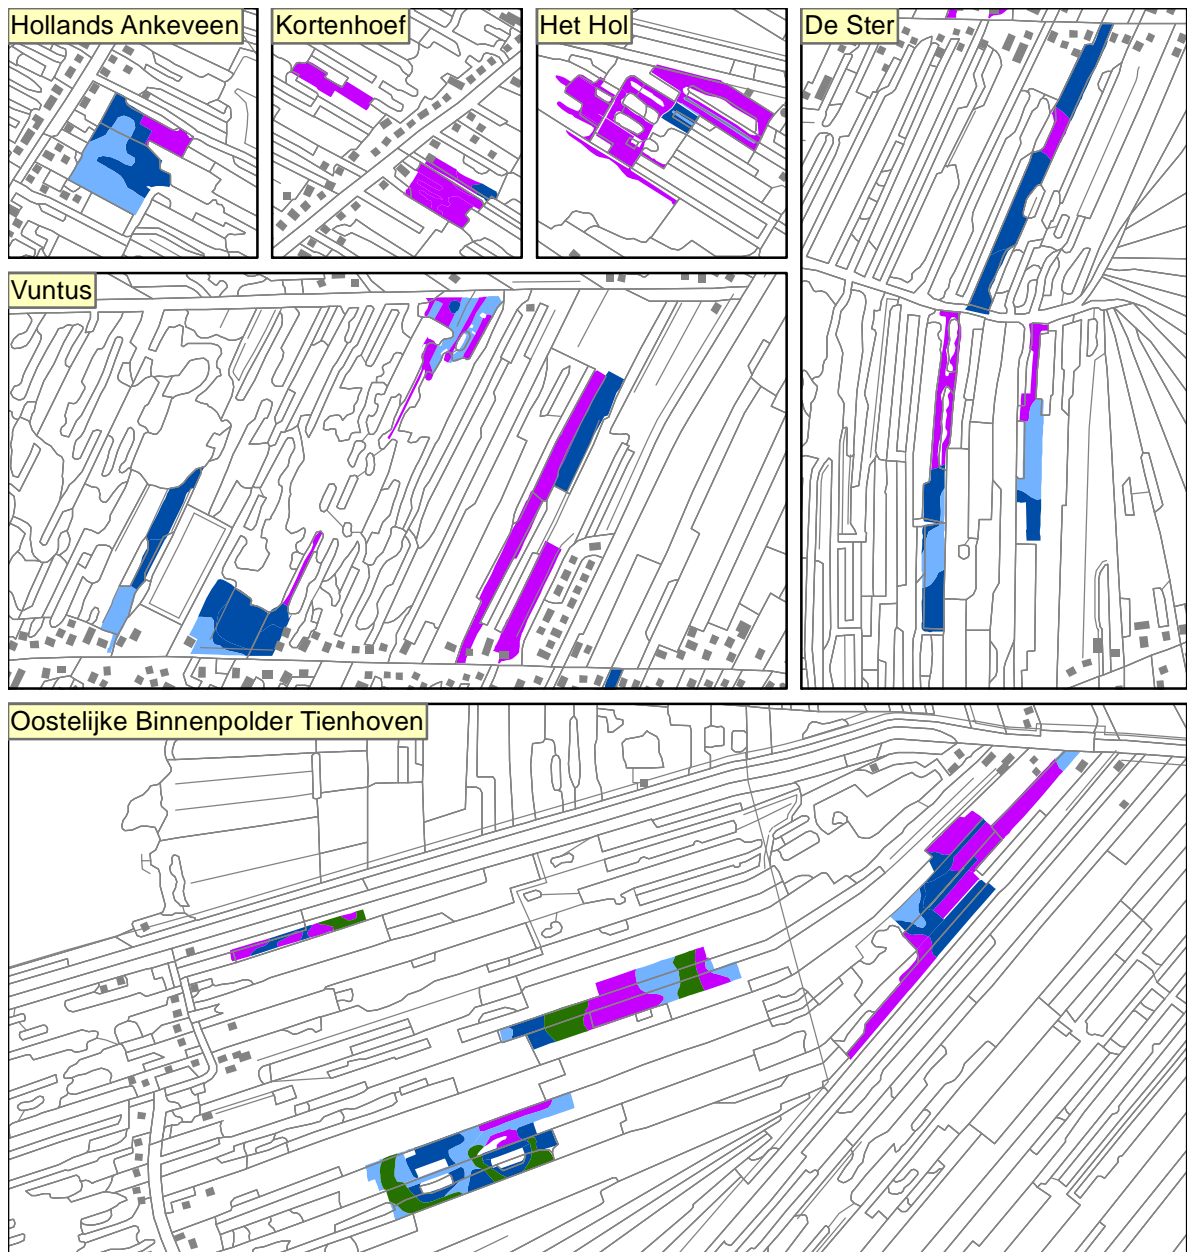 Hollands Ankeveen
Kortenhoef
Het Hol
De Ster
Vuntus
Oostelijke Binnenpolder Tienhoven